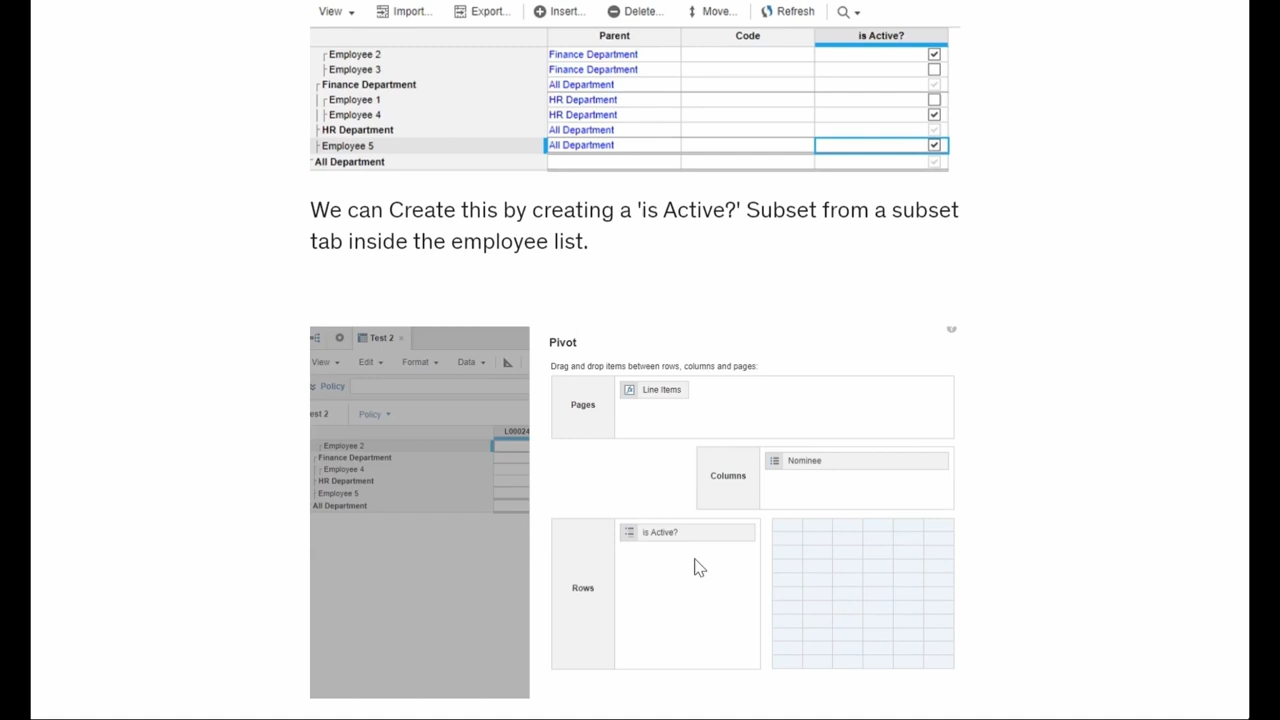 View Import... Export... Insert... Delete... Move... Refresh
Parent Code is Active?
Employee 2 Finance Department
Employee 3 Finance Department
Finance Department All Department
Employee 1 HR Department
Employee 4 HR Department
HR Department All Department
Employee 5 All Department
All Department
We can Create this by creating a 'is Active?' Subset from a subset
tab inside the employee list.
Test 2
View Edit Format Data
Policy
est 2 Policy
L00024
Employee 2
Finance Department
Employee 4
HR Department
Employee 5
All Department
Pivot
Drag and drop items between rows, columns and pages:
Pages Line Items
Columns Nominee
Rows is Active?